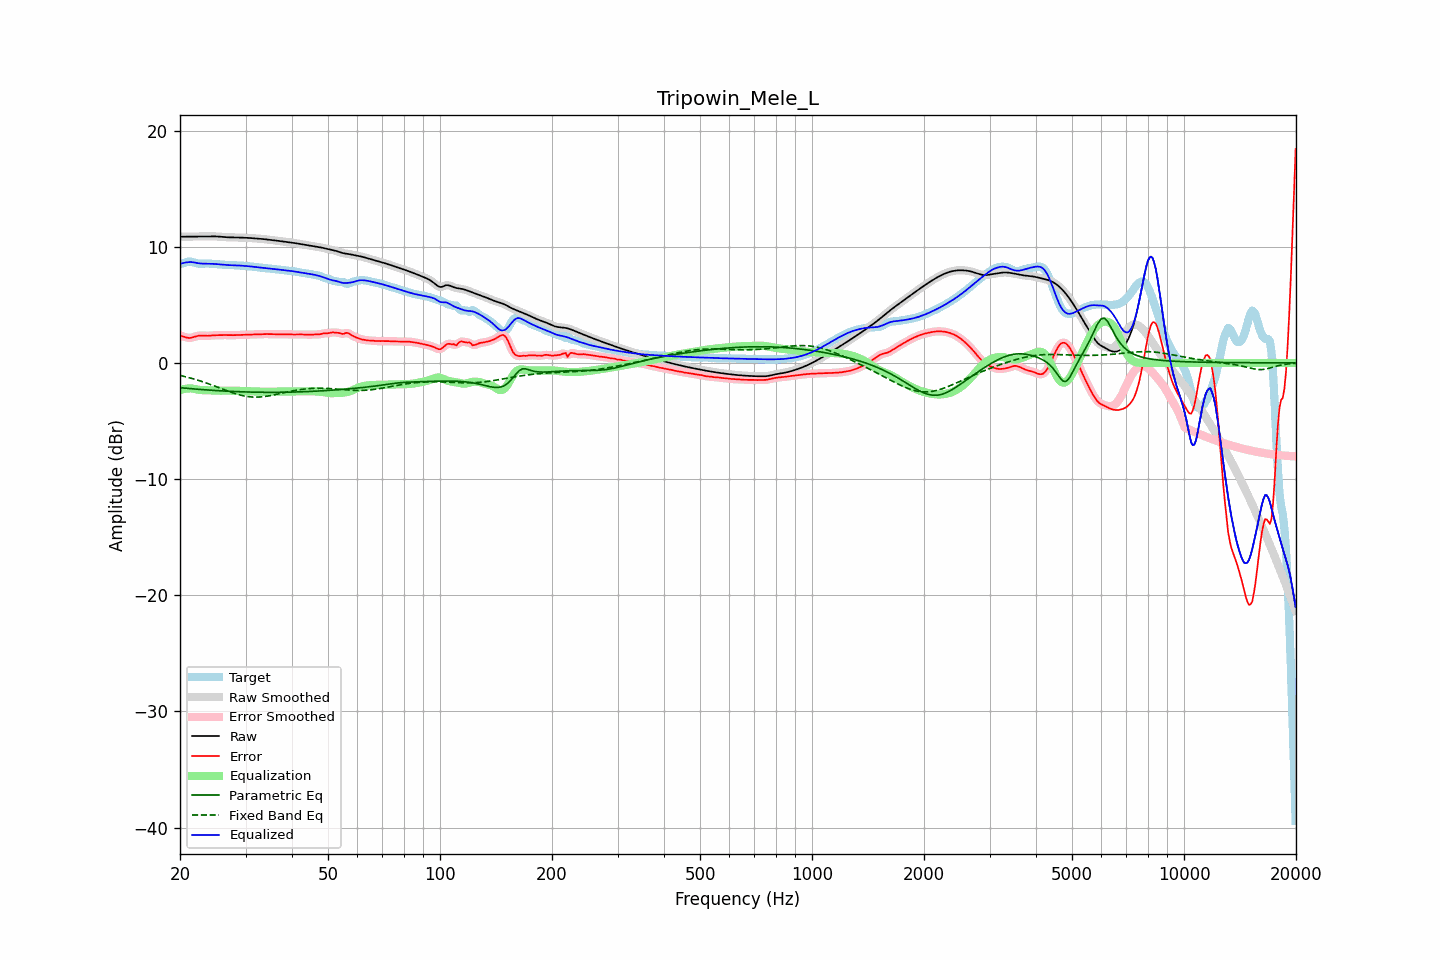 Tripowin_Mele_L
Amplitude (dBr)
20
10
0
−10
−20
−30
−40
Target
Raw Smoothed
Error Smoothed
Raw
Error
Equalization
Parametric Eq
Fixed Band Eq
Equalized
20 50 100 200 500 1000 2000 5000 10000 20000
Frequency (Hz)